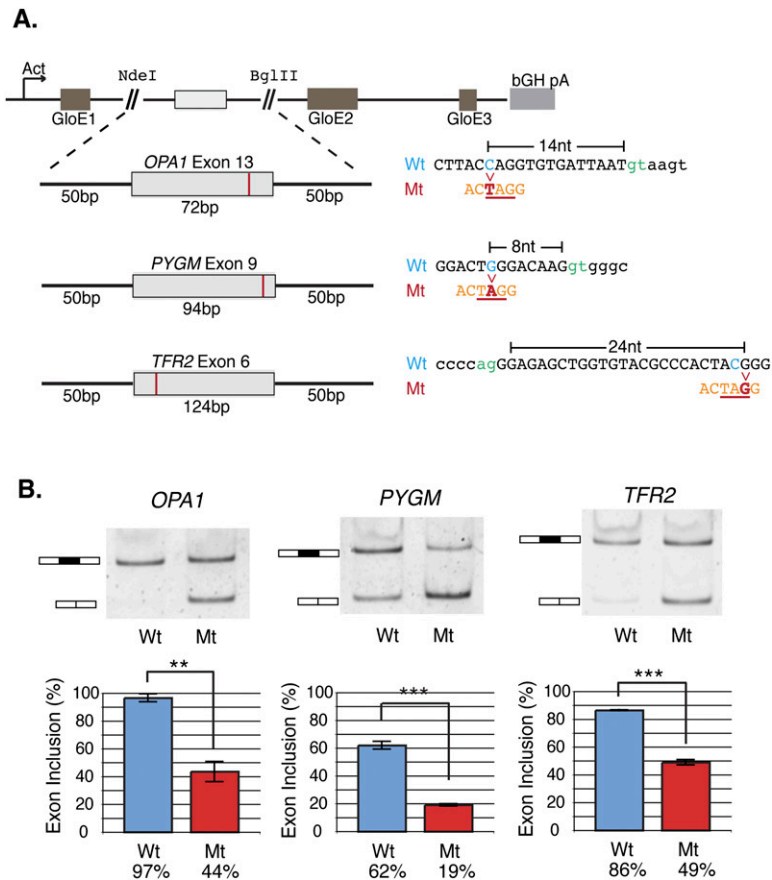 A.
Act
NdeI
BglII
bGH pA
GloE1
GloE2
GloE3
OPA1 Exon 13
50bp
72bp
50bp
14nt
Wt CTTACCAGGTGTGATTAATgtaagt
Mt ACTAGG
PYGM Exon 9
50bp
94bp
50bp
8nt
Wt GGACTGGGACAAGgtgggc
Mt ACTAGG
TFR2 Exon 6
50bp
124bp
50bp
24nt
Wt ccccagGGAGAGCTGGTGTACGCCCACTACGGG
Mt ACTAGG
B.
OPA1
PYGM
TFR2
Wt Mt
Wt Mt
Wt Mt
**
Exon Inclusion (%)
100
80
60
40
20
0
Wt Mt
97% 44%
***
Exon Inclusion (%)
100
80
60
40
20
0
Wt Mt
62% 19%
***
Exon Inclusion (%)
100
80
60
40
20
0
Wt Mt
86% 49%